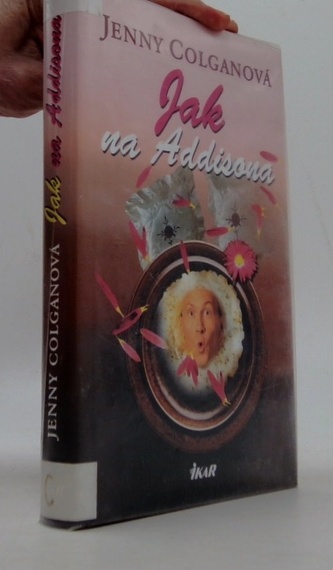 JENNY COLGANOVÁ
Jak
na Addisona
IKAR
JENNY COLGANOVÁ Jak na Addisona
C